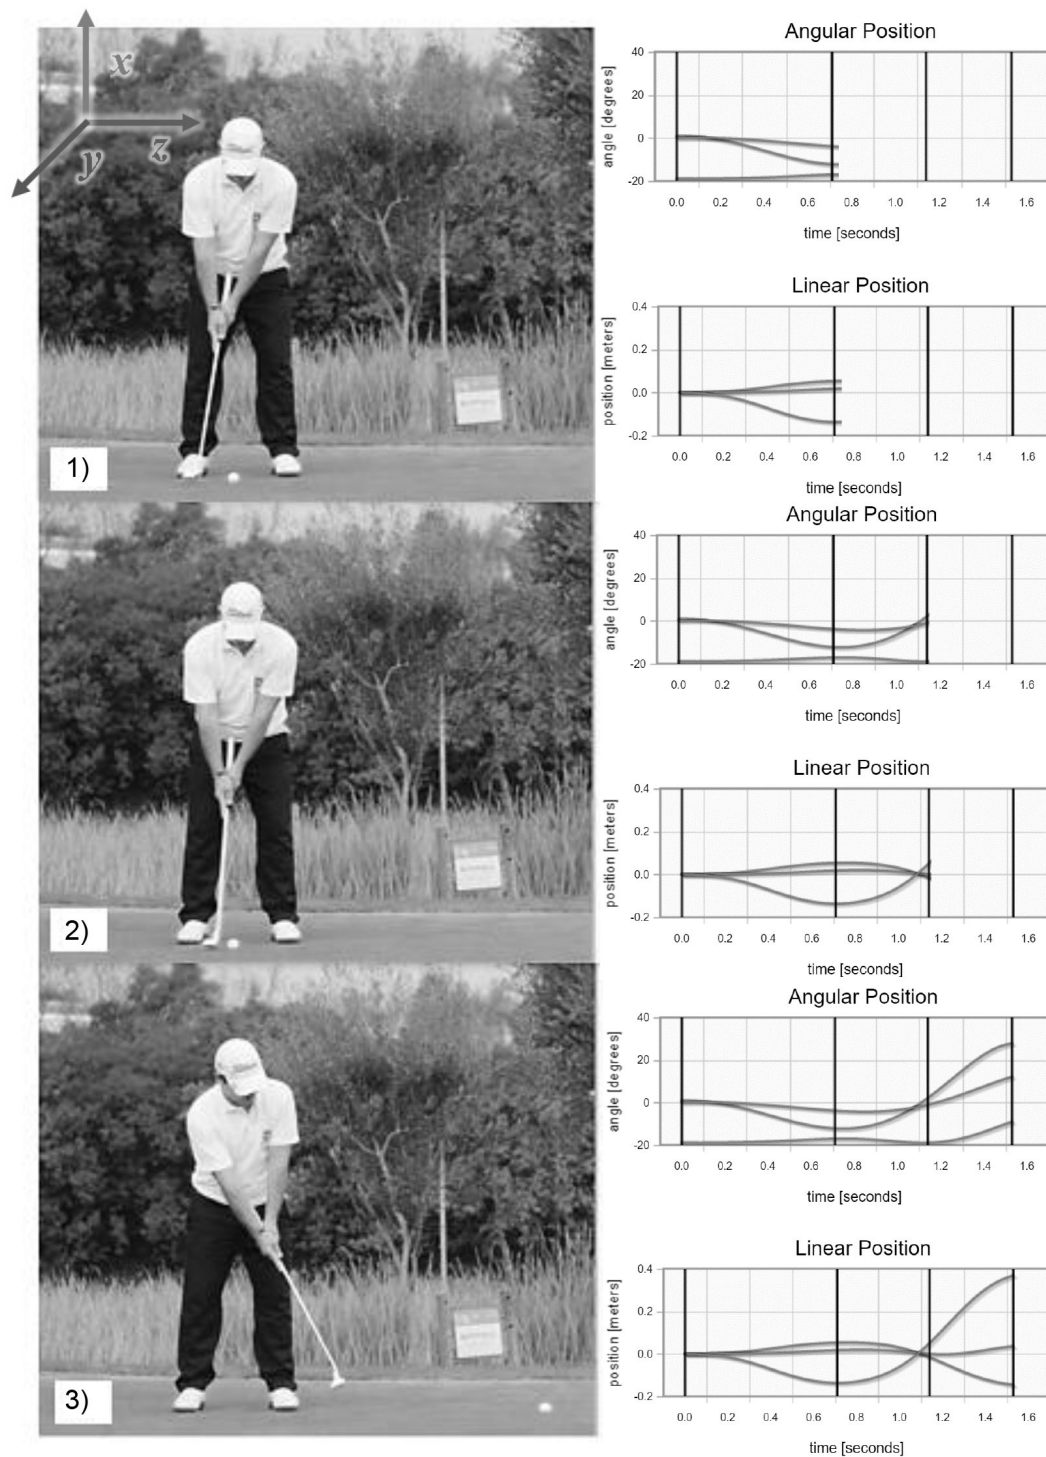 x
y
z
1)
Angular Position
angle [degrees]
40
20
0
-20
0.0 0.2 0.4 0.6 0.8 1.0 1.2 1.4 1.6
time [seconds]
Linear Position
position [meters]
0.4
0.2
0.0
-0.2
0.0 0.2 0.4 0.6 0.8 1.0 1.2 1.4 1.6
time [seconds]
2)
Angular Position
angle [degrees]
40
20
0
-20
0.0 0.2 0.4 0.6 0.8 1.0 1.2 1.4 1.6
time [seconds]
Linear Position
position [meters]
0.4
0.2
0.0
-0.2
0.0 0.2 0.4 0.6 0.8 1.0 1.2 1.4 1.6
time [seconds]
3)
Angular Position
angle [degrees]
40
20
0
-20
0.0 0.2 0.4 0.6 0.8 1.0 1.2 1.4 1.6
time [seconds]
Linear Position
position [meters]
0.4
0.2
0.0
-0.2
0.0 0.2 0.4 0.6 0.8 1.0 1.2 1.4 1.6
time [seconds]